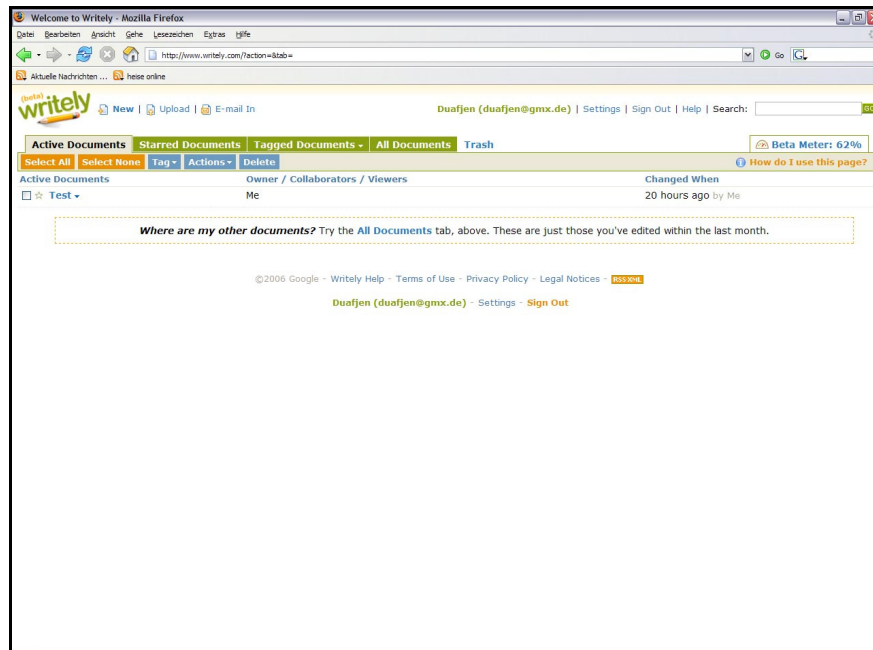 Welcome to Writely - Mozilla Firefox
Datei Bearbeiten Ansicht Gehe Lesezeichen Extras Hilfe
http://www.writely.com/?action=&tab= Go G
Aktuelle Nachrichten ... heise online
(beta) writely New | Upload | E-mail In Duafjen (duafjen@gmx.de) | Settings | Sign Out | Help | Search: GO
Active Documents Starred Documents Tagged Documents All Documents Trash Beta Meter: 62%
Select All Select None Tag Actions Delete How do I use this page?
Active Documents Owner / Collaborators / Viewers Changed When
Test Me 20 hours ago by Me
Where are my other documents? Try the All Documents tab, above. These are just those you've edited within the last month.
©2006 Google - Writely Help - Terms of Use - Privacy Policy - Legal Notices - RSS XML
Duafjen (duafjen@gmx.de) - Settings - Sign Out